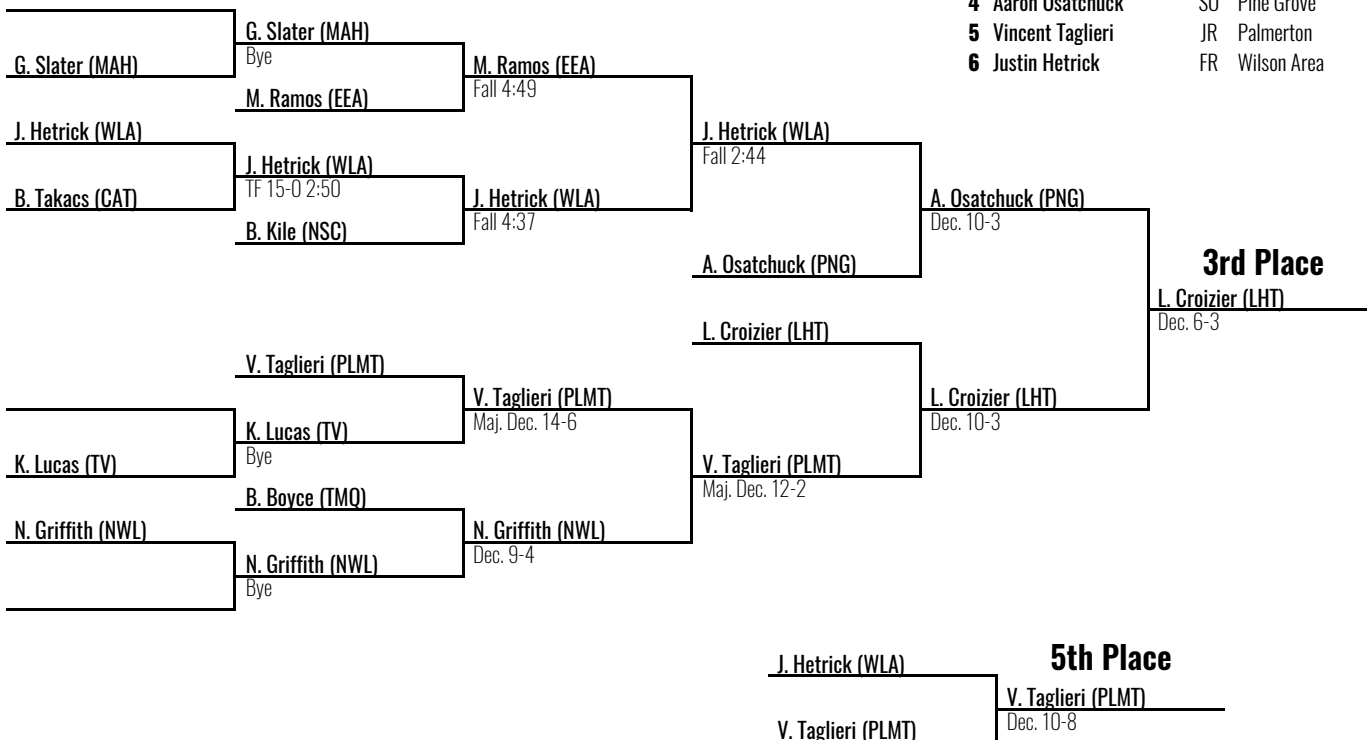 4 Aaron Osatchuck SO Pine Grove
5 Vincent Taglieri JR Palmerton
6 Justin Hetrick FR Wilson Area
G. Slater (MAH)
G. Slater (MAH)
Bye
M. Ramos (EEA)
M. Ramos (EEA)
Fall 4:49
J. Hetrick (WLA)
B. Takacs (CAT)
J. Hetrick (WLA)
TF 15-0 2:50
B. Kile (NSC)
J. Hetrick (WLA)
Fall 4:37
J. Hetrick (WLA)
Fall 2:44
A. Osatchuck (PNG)
A. Osatchuck (PNG)
Dec. 10-3
3rd Place
L. Croizier (LHT)
Dec. 6-3
L. Croizier (LHT)
L. Croizier (LHT)
Dec. 10-3
V. Taglieri (PLMT)
K. Lucas (TV)
K. Lucas (TV)
Bye
V. Taglieri (PLMT)
Maj. Dec. 14-6
V. Taglieri (PLMT)
Maj. Dec. 12-2
B. Boyce (TMQ)
N. Griffith (NWL)
N. Griffith (NWL)
Bye
N. Griffith (NWL)
Dec. 9-4
5th Place
J. Hetrick (WLA)
V. Taglieri (PLMT)
V. Taglieri (PLMT)
Dec. 10-8